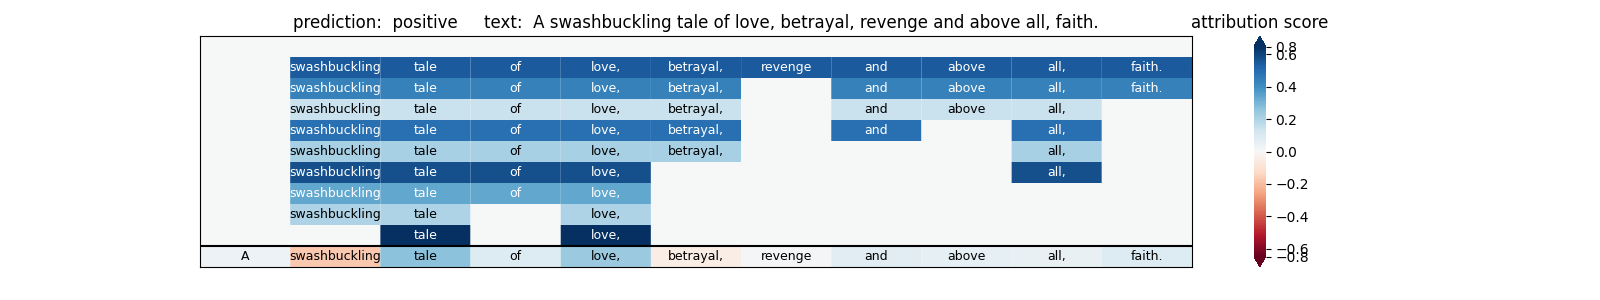 prediction:  positive     text:  A swashbuckling tale of love, betrayal, revenge and above all, faith.     attribution score
swashbuckling tale of love, betrayal, revenge and above all, faith.
swashbuckling tale of love, betrayal, and above all, faith.
swashbuckling tale of love, betrayal, and above all,
swashbuckling tale of love, betrayal, and all,
swashbuckling tale of love, betrayal, all,
swashbuckling tale of love, all,
swashbuckling tale of love,
swashbuckling tale love,
tale love,
A swashbuckling tale of love, betrayal, revenge and above all, faith.
0.8
0.6
0.4
0.2
0.0
−0.2
−0.4
−0.6
−0.8